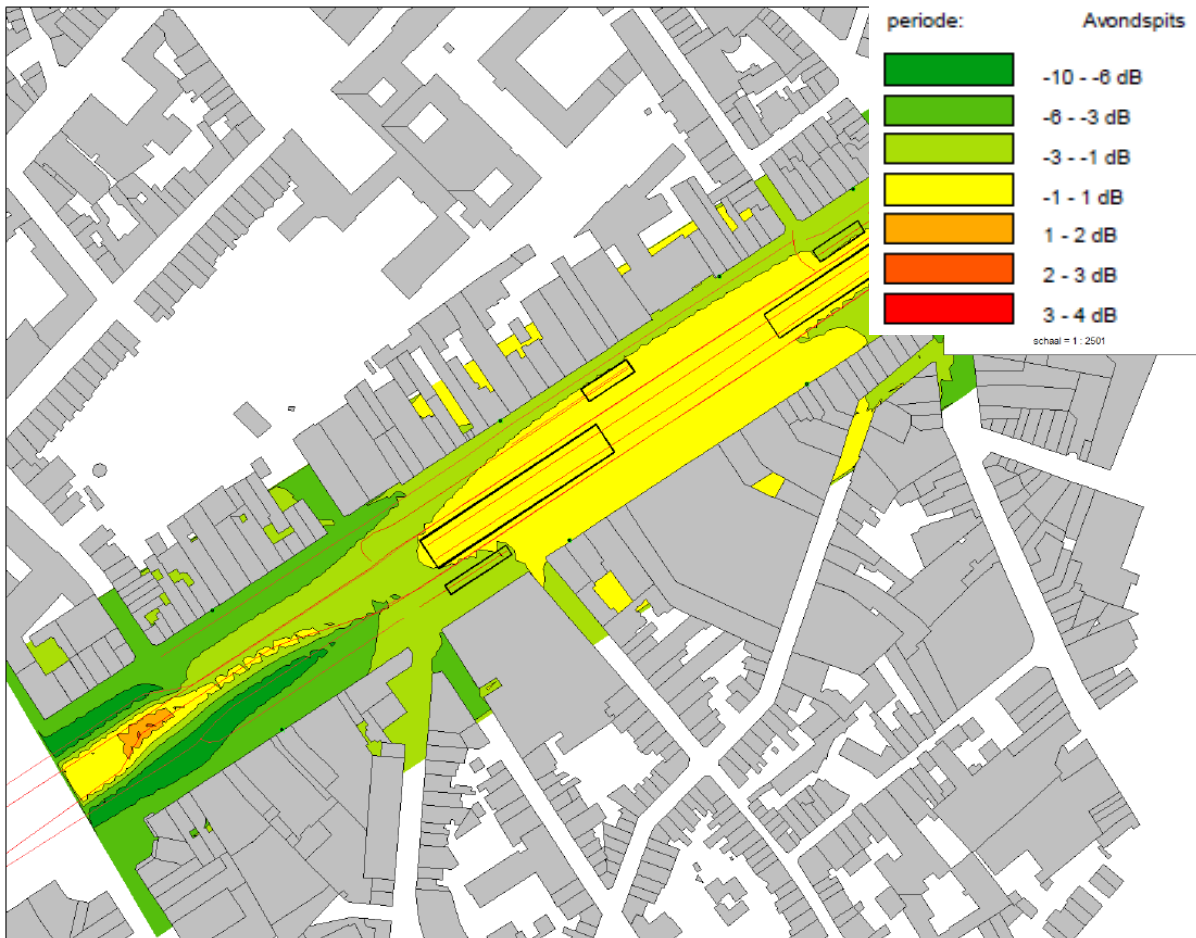 periode: Avondspits
-10 - -6 dB
-6 - -3 dB
-3 - -1 dB
-1 - 1 dB
1 - 2 dB
2 - 3 dB
3 - 4 dB
schaal = 1 : 2501